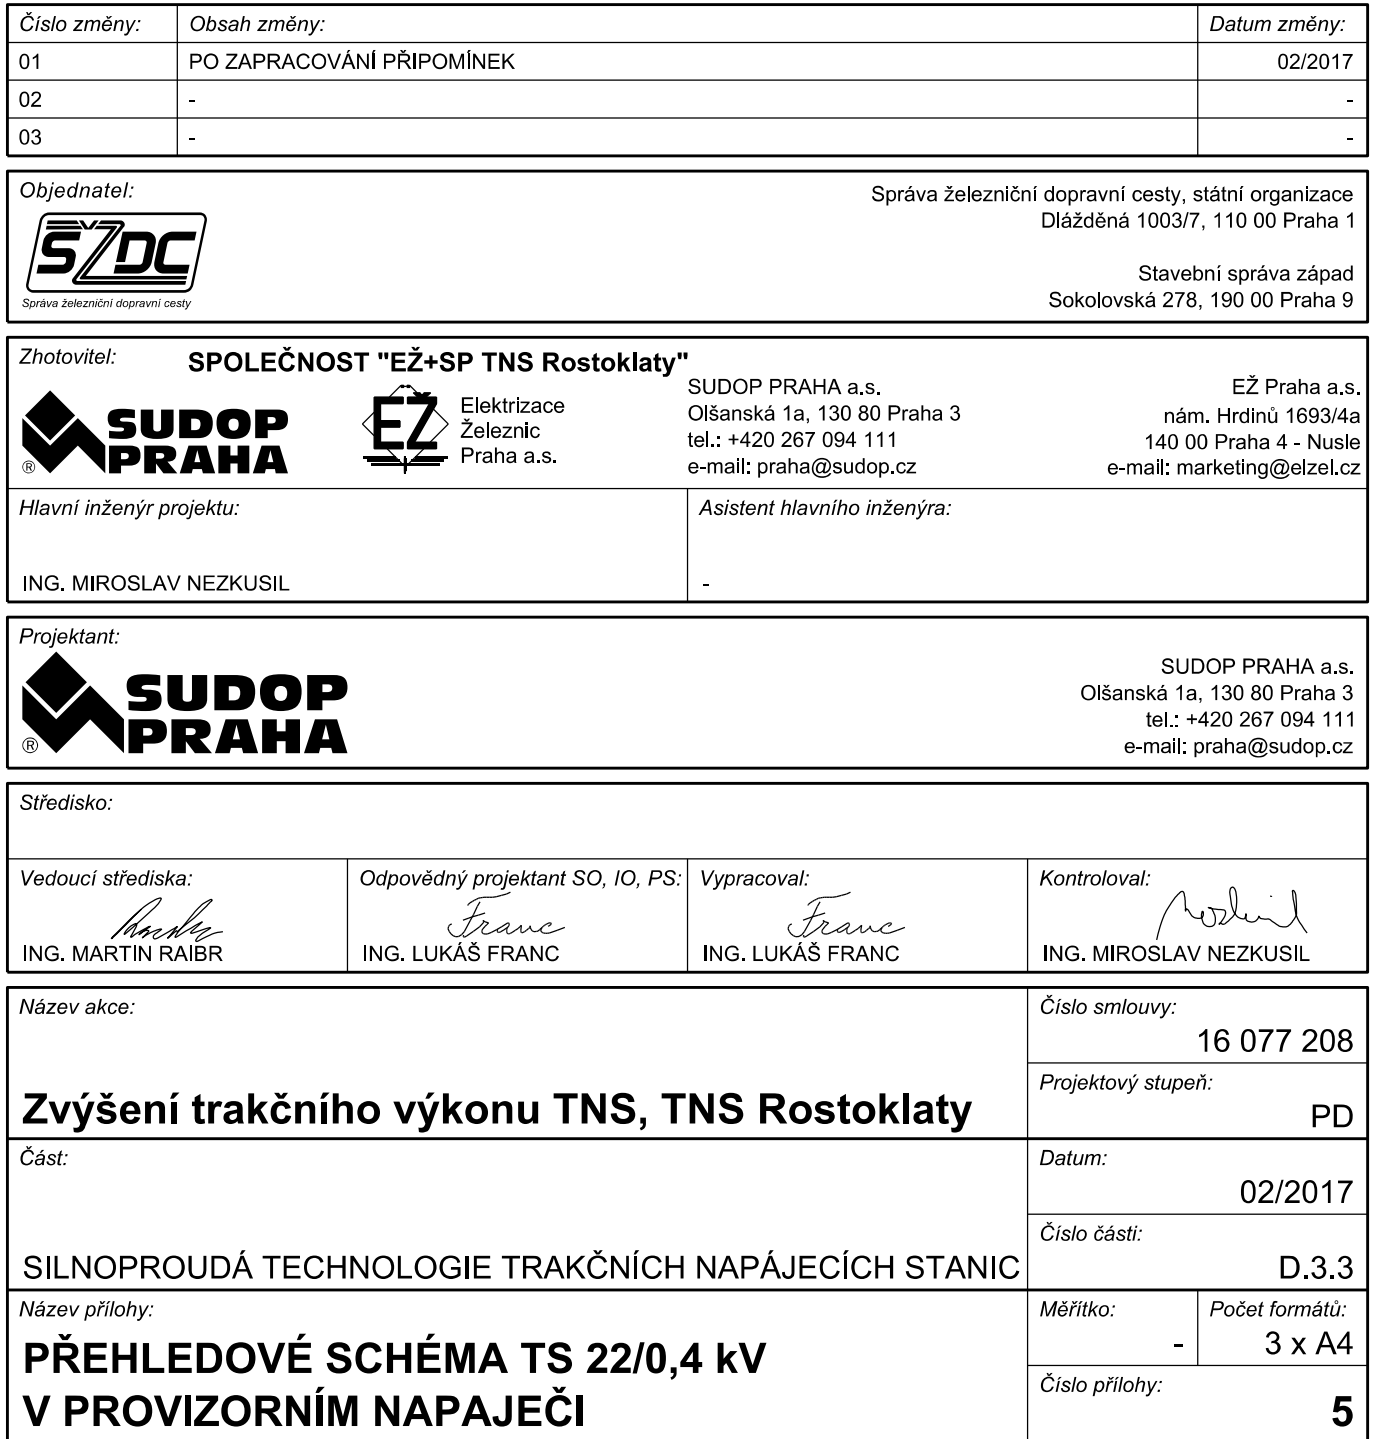 Číslo změny: Obsah změny: Datum změny:
01 PO ZAPRACOVÁNÍ PŘIPOMÍNEK 02/2017
02 - -
03 - -
Objednatel:
SŽDC
Správa železniční dopravní cesty
Správa železniční dopravní cesty, státní organizace
Dlážděná 1003/7, 110 00 Praha 1
Stavební správa západ
Sokolovská 278, 190 00 Praha 9
Zhotovitel: SPOLEČNOST "EŽ+SP TNS Rostoklaty"
SUDOP
PRAHA
®
EŽ
Elektrizace
Železnic
Praha a.s.
SUDOP PRAHA a.s.
Olšanská 1a, 130 80 Praha 3
tel.: +420 267 094 111
e-mail: praha@sudop.cz
EŽ Praha a.s.
nám. Hrdinů 1693/4a
140 00 Praha 4 - Nusle
e-mail: marketing@elzel.cz
Hlavní inženýr projektu:
ING. MIROSLAV NEZKUSIL
Asistent hlavního inženýra:
-
Projektant:
SUDOP
PRAHA
®
SUDOP PRAHA a.s.
Olšanská 1a, 130 80 Praha 3
tel.: +420 267 094 111
e-mail: praha@sudop.cz
Středisko:
Vedoucí střediska:
ING. MARTIN RAIBR
Odpovědný projektant SO, IO, PS:
Franc
ING. LUKÁŠ FRANC
Vypracoval:
Franc
ING. LUKÁŠ FRANC
Kontroloval:
ING. MIROSLAV NEZKUSIL
Název akce:
Zvýšení trakčního výkonu TNS, TNS Rostoklaty
Číslo smlouvy:
16 077 208
Projektový stupeň:
PD
Část:
SILNOPROUDÁ TECHNOLOGIE TRAKČNÍCH NAPÁJECÍCH STANIC
Datum:
02/2017
Číslo části:
D.3.3
Název přílohy:
PŘEHLEDOVÉ SCHÉMA TS 22/0,4 kV
V PROVIZORNÍM NAPAJEČI
Měřítko:
-
Počet formátů:
3 x A4
Číslo přílohy:
5